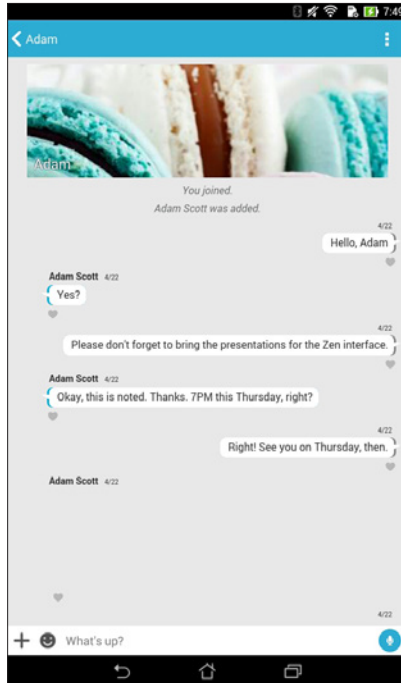 7:49
Adam
Adam
You joined.
Adam Scott was added.
4/22
Hello, Adam
Adam Scott 4/22
Yes?
4/22
Please don't forget to bring the presentations for the Zen interface.
Adam Scott 4/22
Okay, this is noted. Thanks. 7PM this Thursday, right?
4/22
Right! See you on Thursday, then.
Adam Scott 4/22
4/22
What's up?